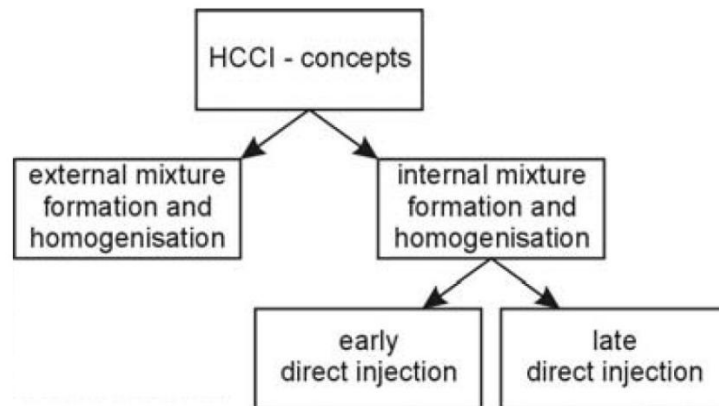 HCCI - concepts
external mixture
formation and
homogenisation
internal mixture
formation and
homogenisation
early
direct injection
late
direct injection